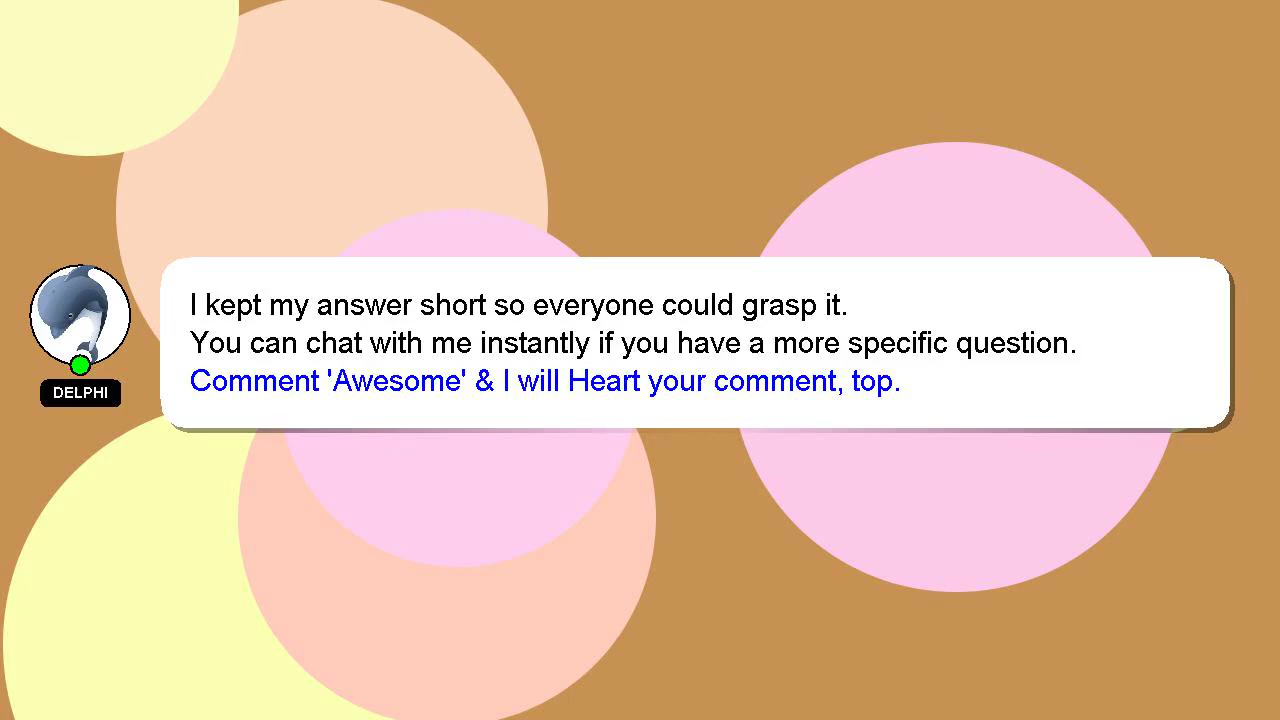 I kept my answer short so everyone could grasp it.
You can chat with me instantly if you have a more specific question.
Comment 'Awesome' & I will Heart your comment, top.
DELPHI